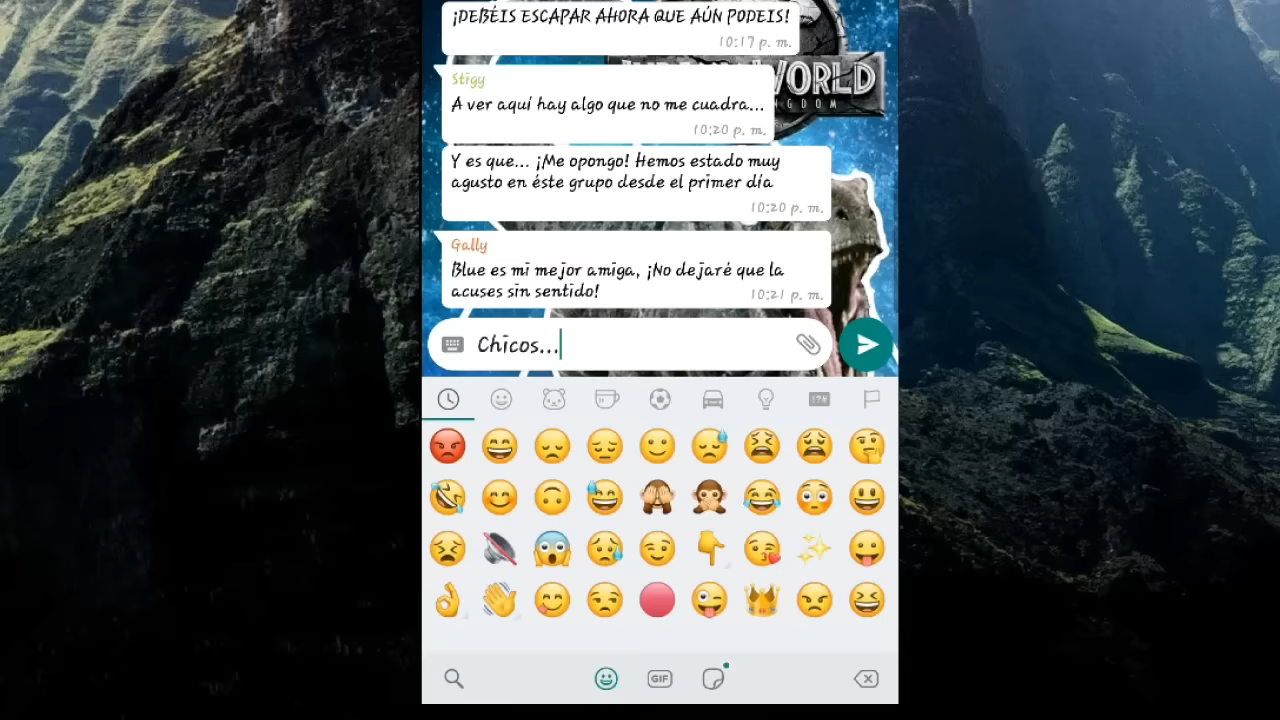 ¡DEBÉIS ESCAPAR AHORA QUE AÚN PODEIS!
10:17 p. m.
WORLD
Stigy
A ver aquí hay algo que no me cuadra...
10:20 p. m.
Y es que... ¡Me opongo! Hemos estado muy
agusto en éste grupo desde el primer día
10:20 p. m.
Gally
Blue es mi mejor amiga, ¡No dejaré que la
acuses sin sentido!
10:21 p. m.
Chicos...
!?#
GIF